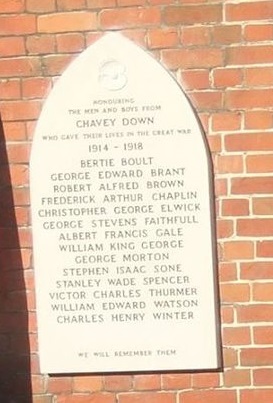 HONOURING
THE MEN AND BOYS FROM
CHAVEY DOWN
WHO GAVE THEIR LIVES IN THE GREAT WAR
1914 - 1918
BERTIE BOULT
GEORGE EDWARD BRANT
ROBERT ALFRED BROWN
FREDERICK ARTHUR CHAPLIN
CHRISTOPHER GEORGE ELWICK
GEORGE STEVENS FAITHFULL
ALBERT FRANCIS GALE
WILLIAM KING GEORGE
GEORGE MORTON
STEPHEN ISAAC SONE
STANLEY WADE SPENCER
VICTOR CHARLES THURMER
WILLIAM EDWARD WATSON
CHARLES HENRY WINTER
WE WILL REMEMBER THEM